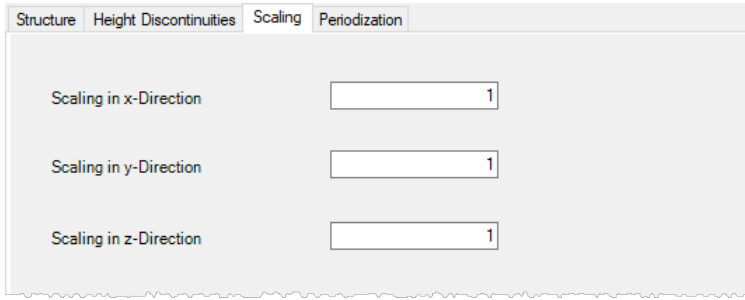 Structure Height Discontinuities Scaling Periodization
Scaling in x-Direction 1
Scaling in y-Direction 1
Scaling in z-Direction 1